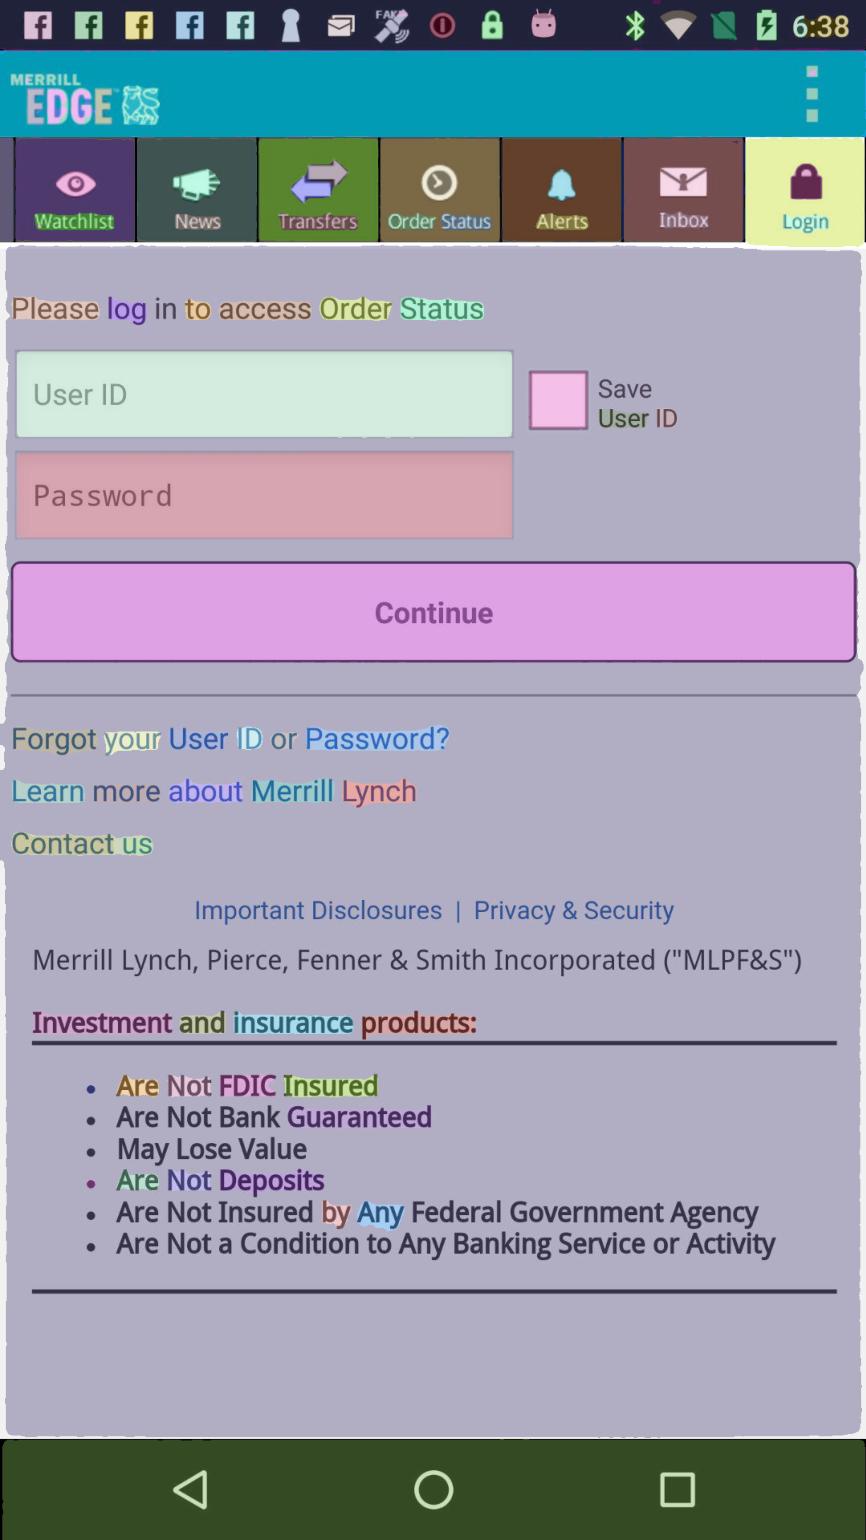 FAKE
6:38
MERRILL
EDGE™
Watchlist News Transfers Order Status Alerts Inbox Login
Please log in to access Order Status
User ID
Save
User ID
Password
Continue
Forgot your User ID or Password?
Learn more about Merrill Lynch
Contact us
Important Disclosures | Privacy & Security
Merrill Lynch, Pierce, Fenner & Smith Incorporated ("MLPF&S")
Investment and insurance products:
• Are Not FDIC Insured
• Are Not Bank Guaranteed
• May Lose Value
• Are Not Deposits
• Are Not Insured by Any Federal Government Agency
• Are Not a Condition to Any Banking Service or Activity